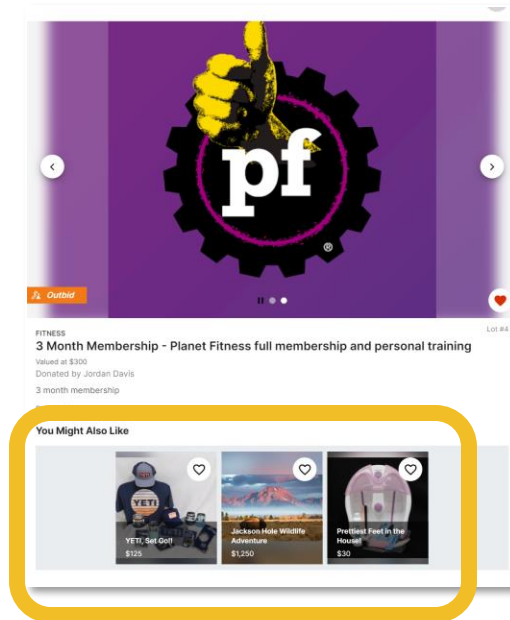 pf
®
Outbid
FITNESS
Lot #4
3 Month Membership - Planet Fitness full membership and personal training
Valued at $300
Donated by Jordan Davis
3 month membership
You Might Also Like
YETI
YETI, Set Go!!
$125
Jackson Hole Wildlife
Adventure
$1,250
Prettiest Feet in the
House!
$30